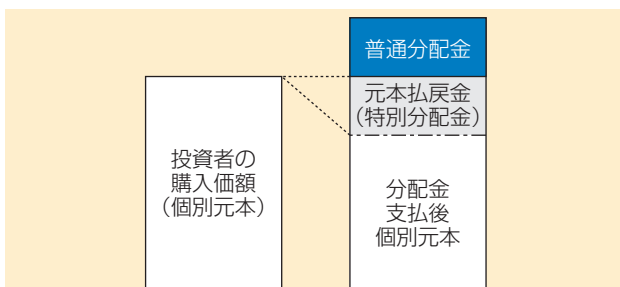 普通分配金
元本払戻金
（特別分配金）
投資者の
購入価額
（個別元本）
分配金
支払後
個別元本